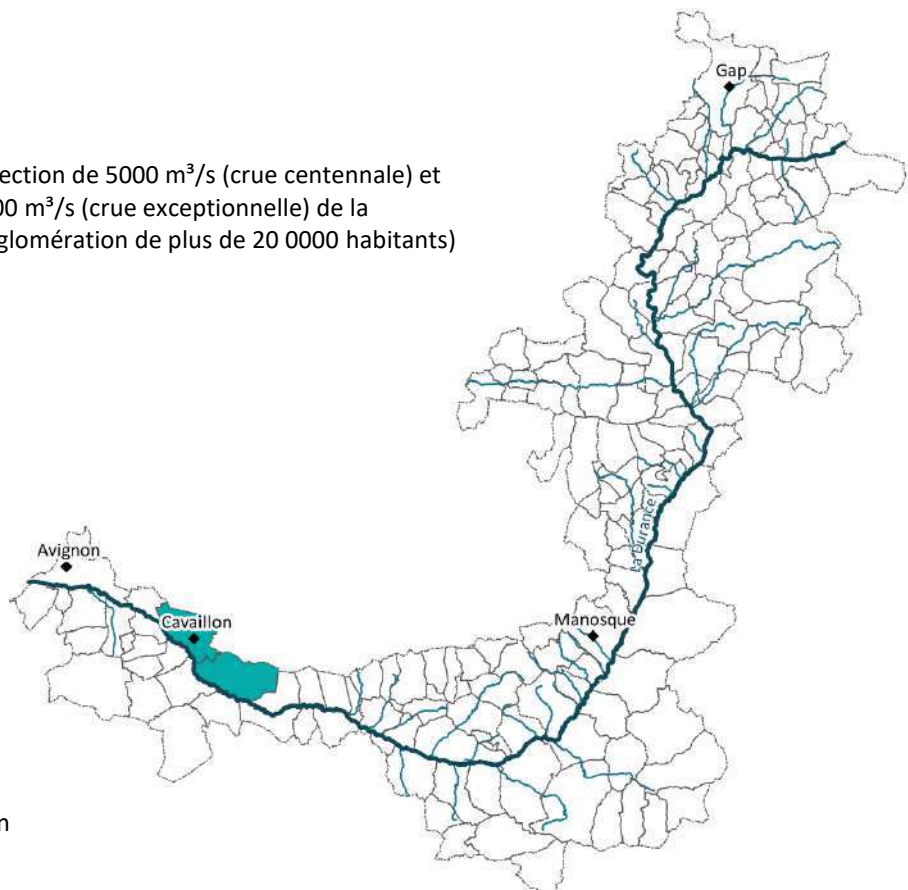 Gap
ection de 5000 m³/s (crue centennale) et
00 m³/s (crue exceptionnelle) de la
glomération de plus de 20 0000 habitants)
La Durance
Avignon
Cavaillon
Manosque
n